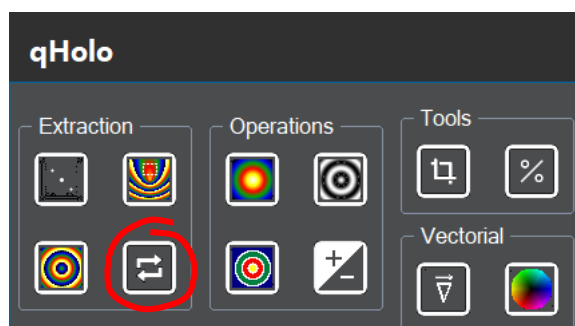 qHolo
Extraction
Operations
Tools
Vectorial